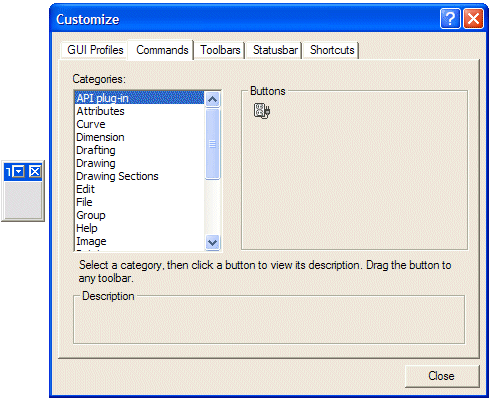 Customize
GUI Profiles Commands Toolbars Statusbar Shortcuts
Categories:
Buttons
API plug-in
Attributes
Curve
Dimension
Drafting
Drawing
Drawing Sections
Edit
File
Group
Help
Image
Select a category, then click a button to view its description. Drag the button to
any toolbar.
Description
Close